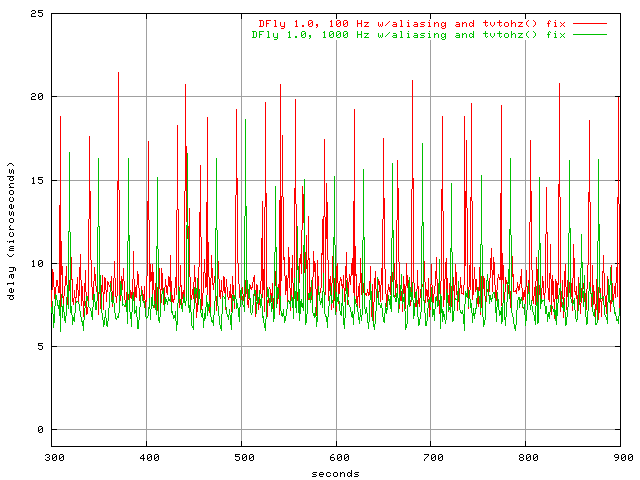 25
DFly 1.0, 100 Hz w/aliasing and tvtohz() fix
DFly 1.0, 1000 Hz w/aliasing and tvtohz() fix
20
15
delay (microseconds)
10
5
0
300 400 500 600 700 800 900
seconds